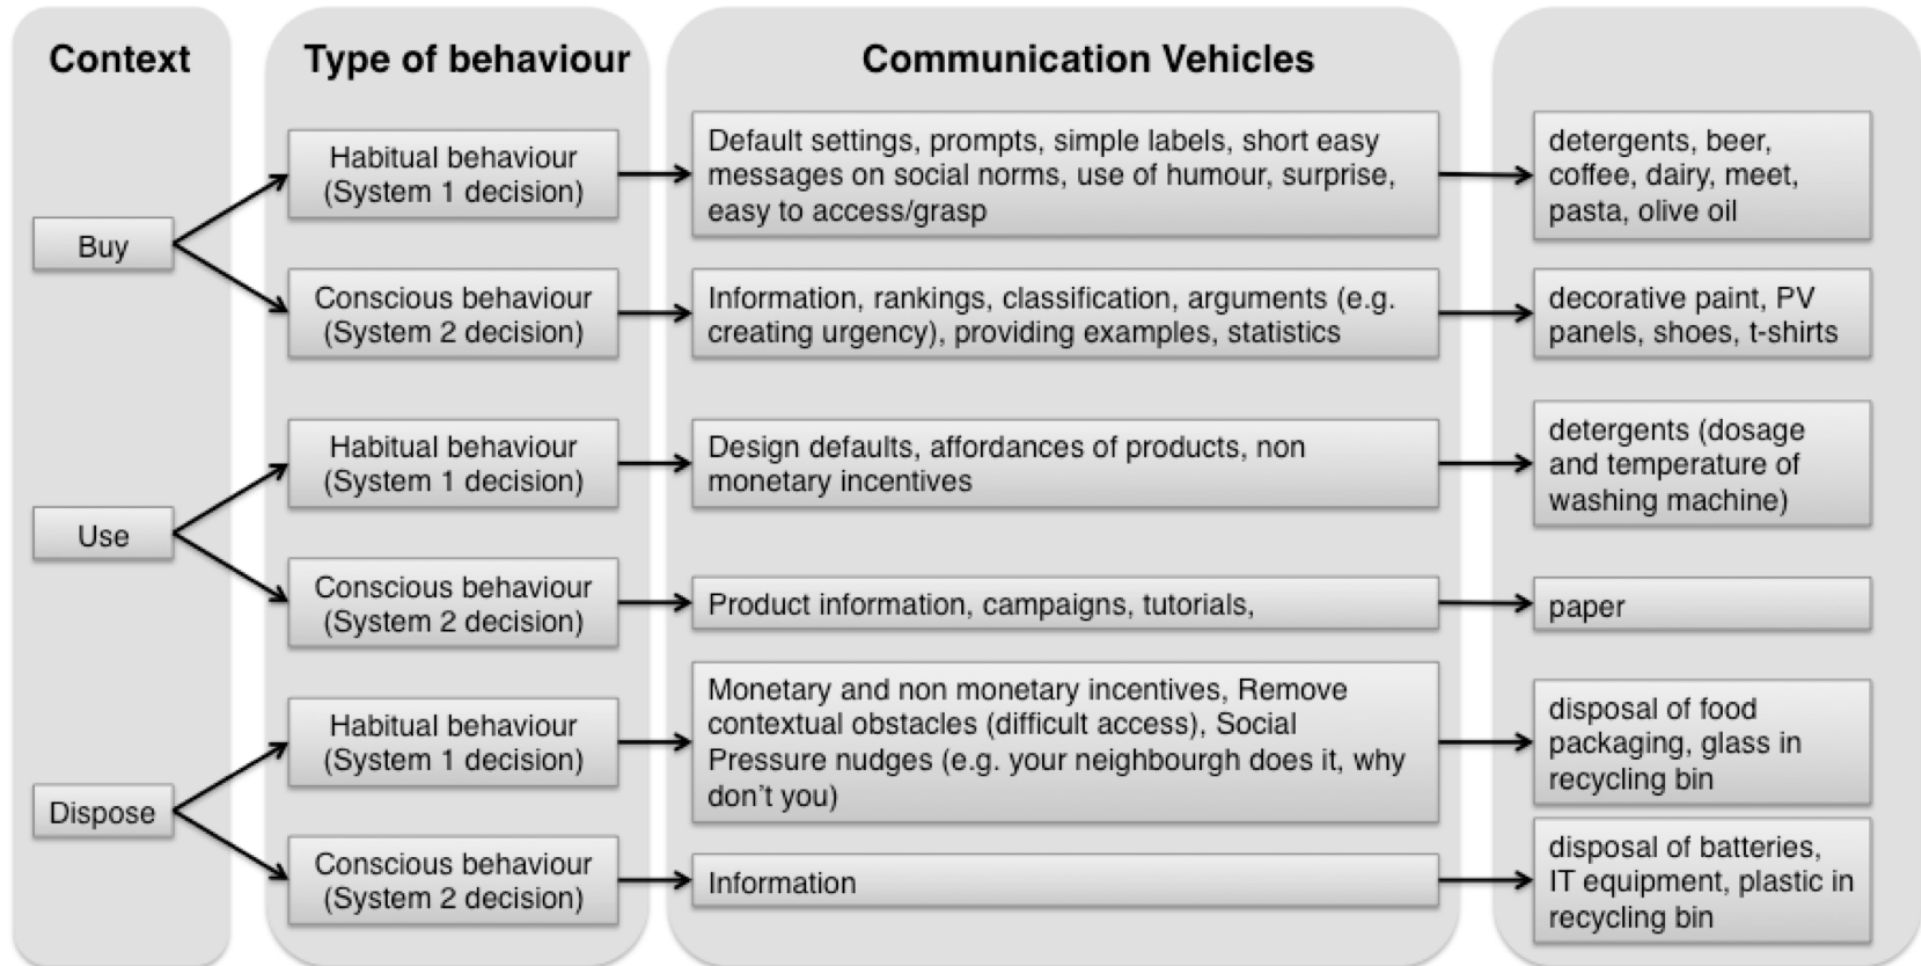 Context
Type of behaviour
Communication Vehicles
Buy
Habitual behaviour
(System 1 decision)
Default settings, prompts, simple labels, short easy
messages on social norms, use of humour, surprise,
easy to access/grasp
detergents, beer,
coffee, dairy, meet,
pasta, olive oil
Conscious behaviour
(System 2 decision)
Information, rankings, classification, arguments (e.g.
creating urgency), providing examples, statistics
decorative paint, PV
panels, shoes, t-shirts
Use
Habitual behaviour
(System 1 decision)
Design defaults, affordances of products, non
monetary incentives
detergents (dosage
and temperature of
washing machine)
Conscious behaviour
(System 2 decision)
Product information, campaigns, tutorials,
paper
Dispose
Habitual behaviour
(System 1 decision)
Monetary and non monetary incentives, Remove
contextual obstacles (difficult access), Social
Pressure nudges (e.g. your neighbourgh does it, why
don't you)
disposal of food
packaging, glass in
recycling bin
Conscious behaviour
(System 2 decision)
Information
disposal of batteries,
IT equipment, plastic in
recycling bin